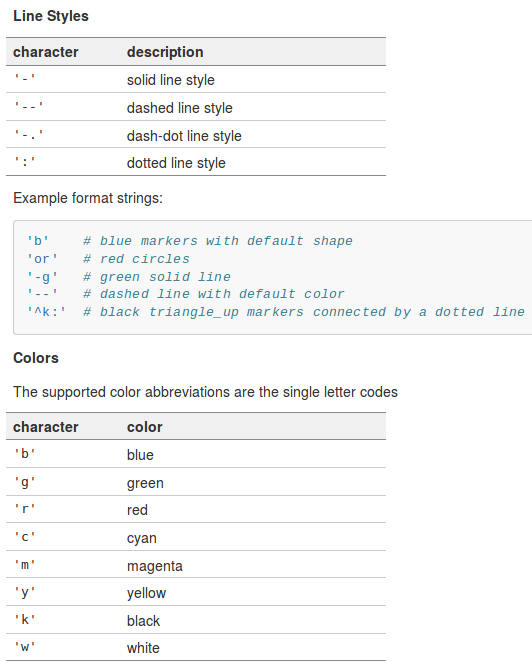 Line Styles
character description
'-' solid line style
'--' dashed line style
'-.' dash-dot line style
':' dotted line style
Example format strings:
'b'    # blue markers with default shape
'or'   # red circles
'-g'   # green solid line
'--'   # dashed line with default color
'^k:'  # black triangle_up markers connected by a dotted line
Colors
The supported color abbreviations are the single letter codes
character color
'b' blue
'g' green
'r' red
'c' cyan
'm' magenta
'y' yellow
'k' black
'w' white